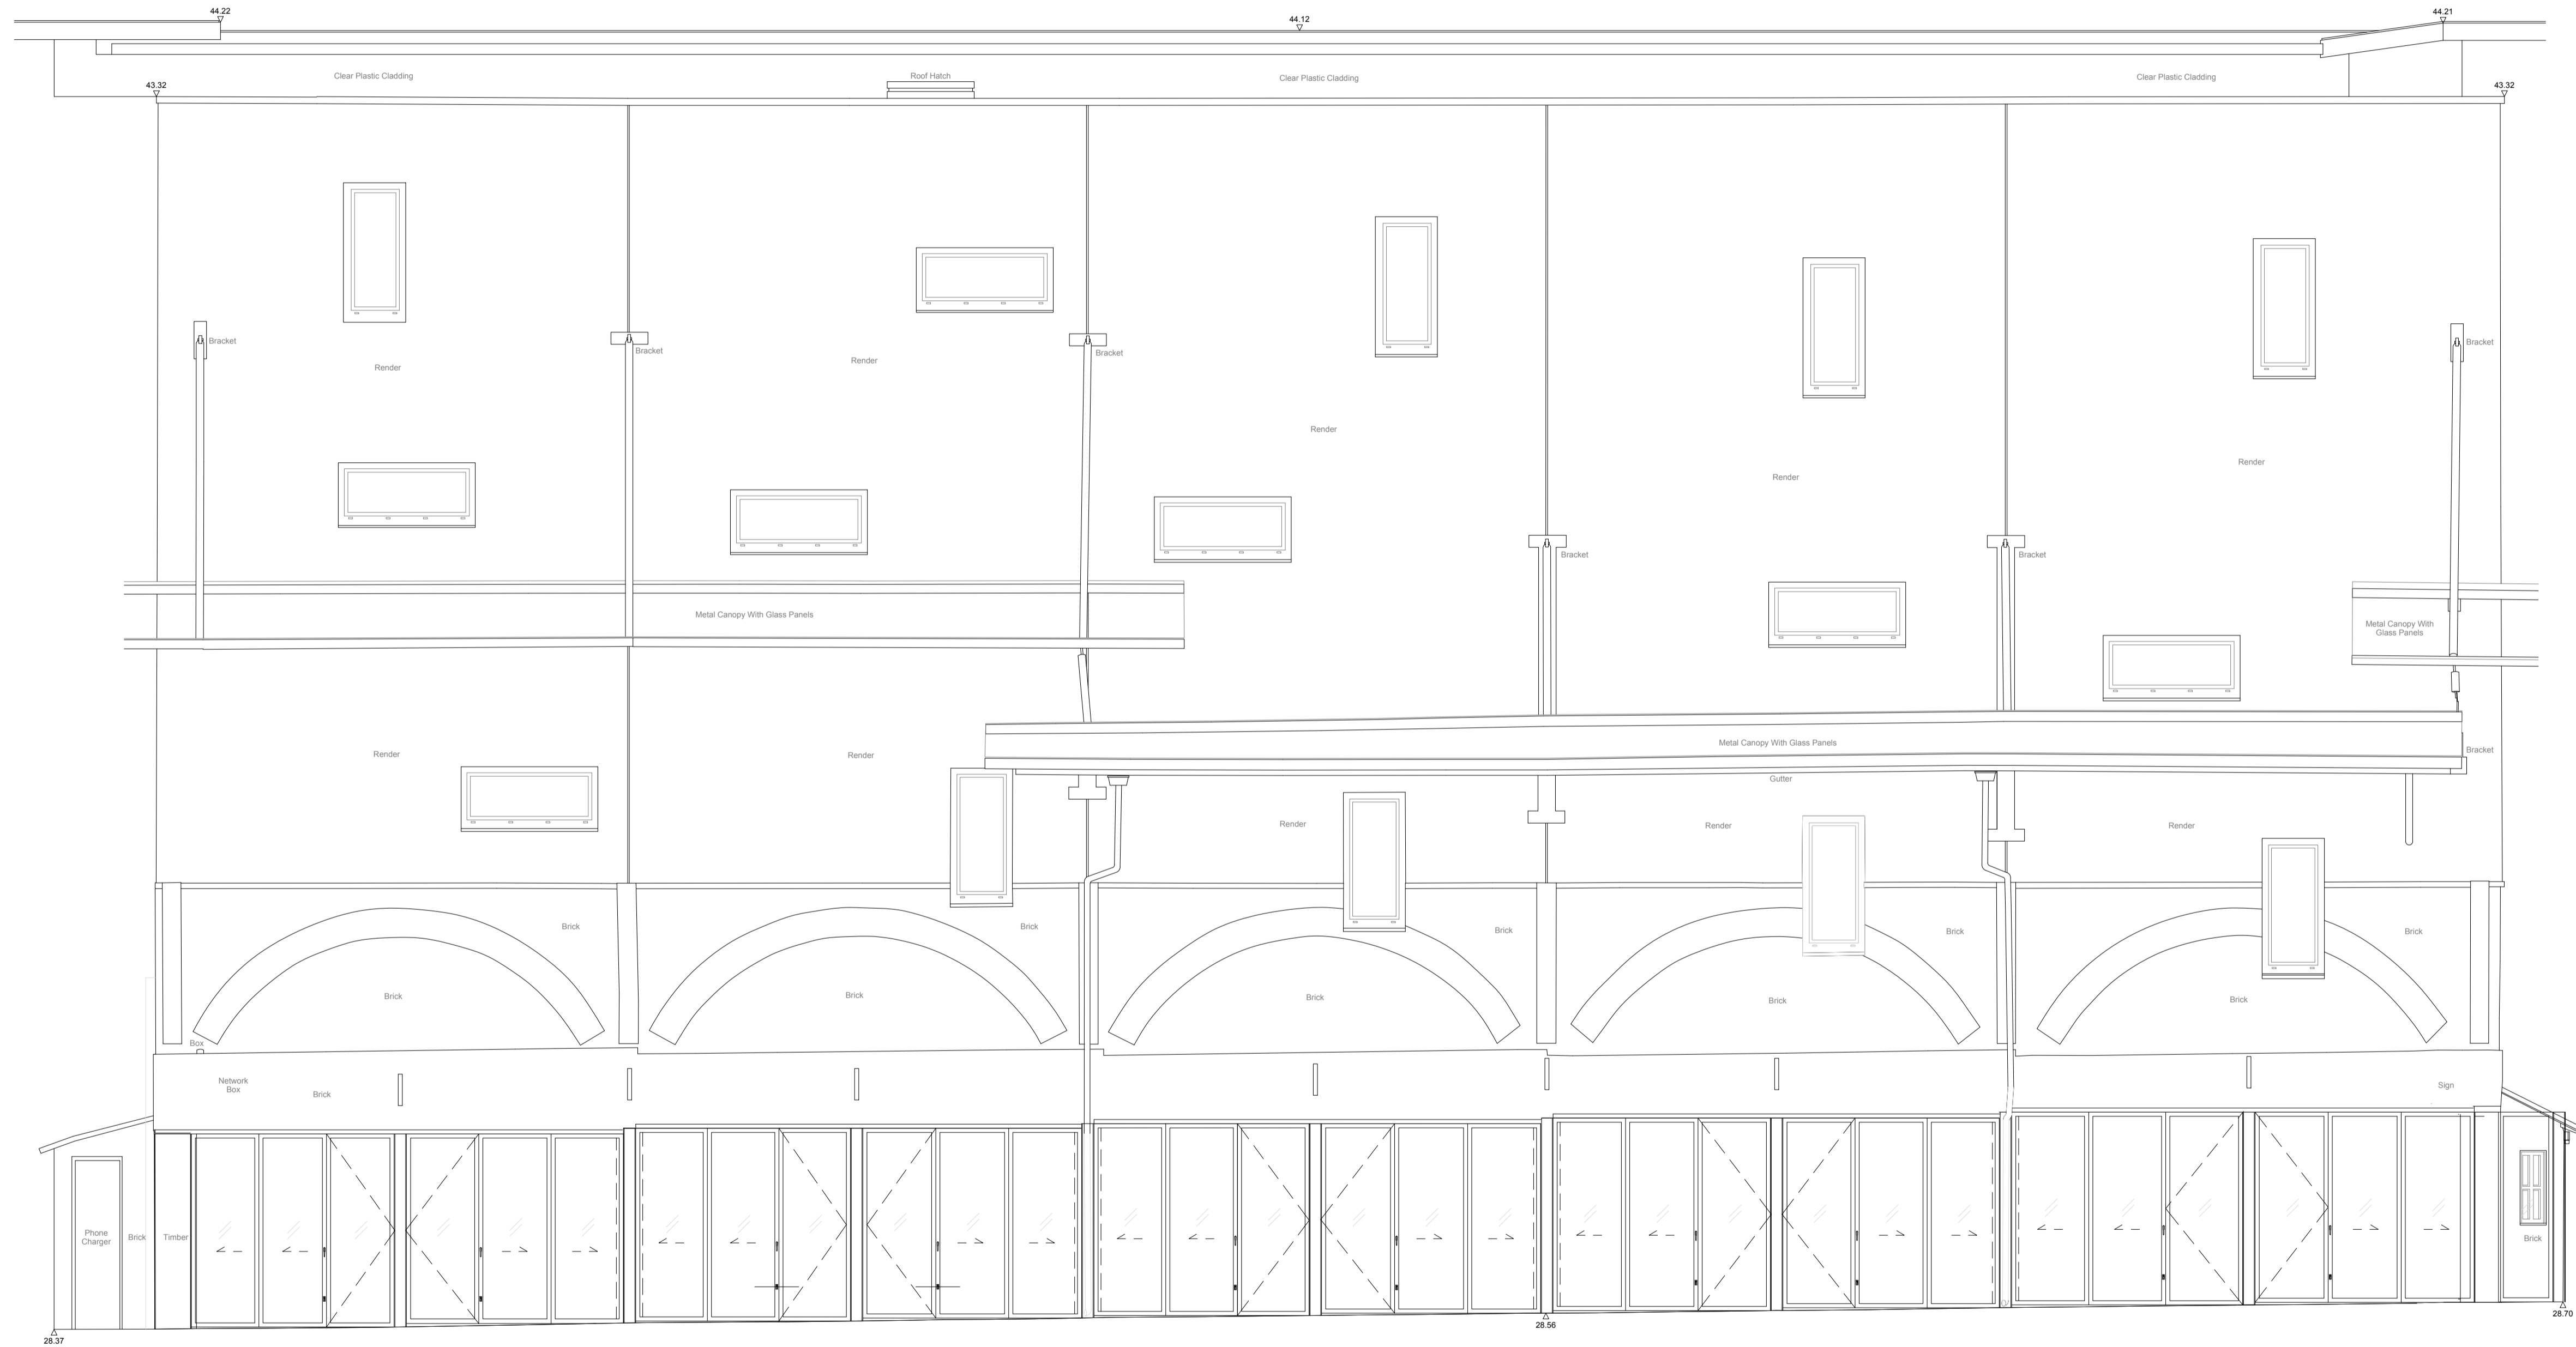 44.22
44.12
44.21
Clear Plastic Cladding
Roof Hatch
Clear Plastic Cladding
Clear Plastic Cladding
43.32
43.32
Bracket
Bracket
Bracket
Bracket
Render
Render
Render
Render
Render
Bracket
Bracket
Metal Canopy With Glass Panels
Metal Canopy With
Glass Panels
Metal Canopy With Glass Panels
Bracket
Render
Render
Gutter
Render
Render
Render
Brick
Brick
Brick
Brick
Brick
Brick
Brick
Brick
Brick
Brick
Box
Network
Box
Brick
Sign
Phone
Charger
Brick
Timber
Brick
28.37
28.56
28.70